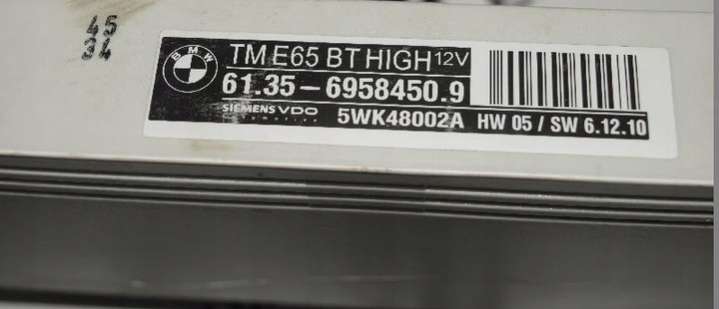 45
34
BMW
TM E65 BT HIGH 12V
61.35 - 6958450.9
SIEMENS VDO
Automotive
5WK48002A HW 05 / SW 6.12.10